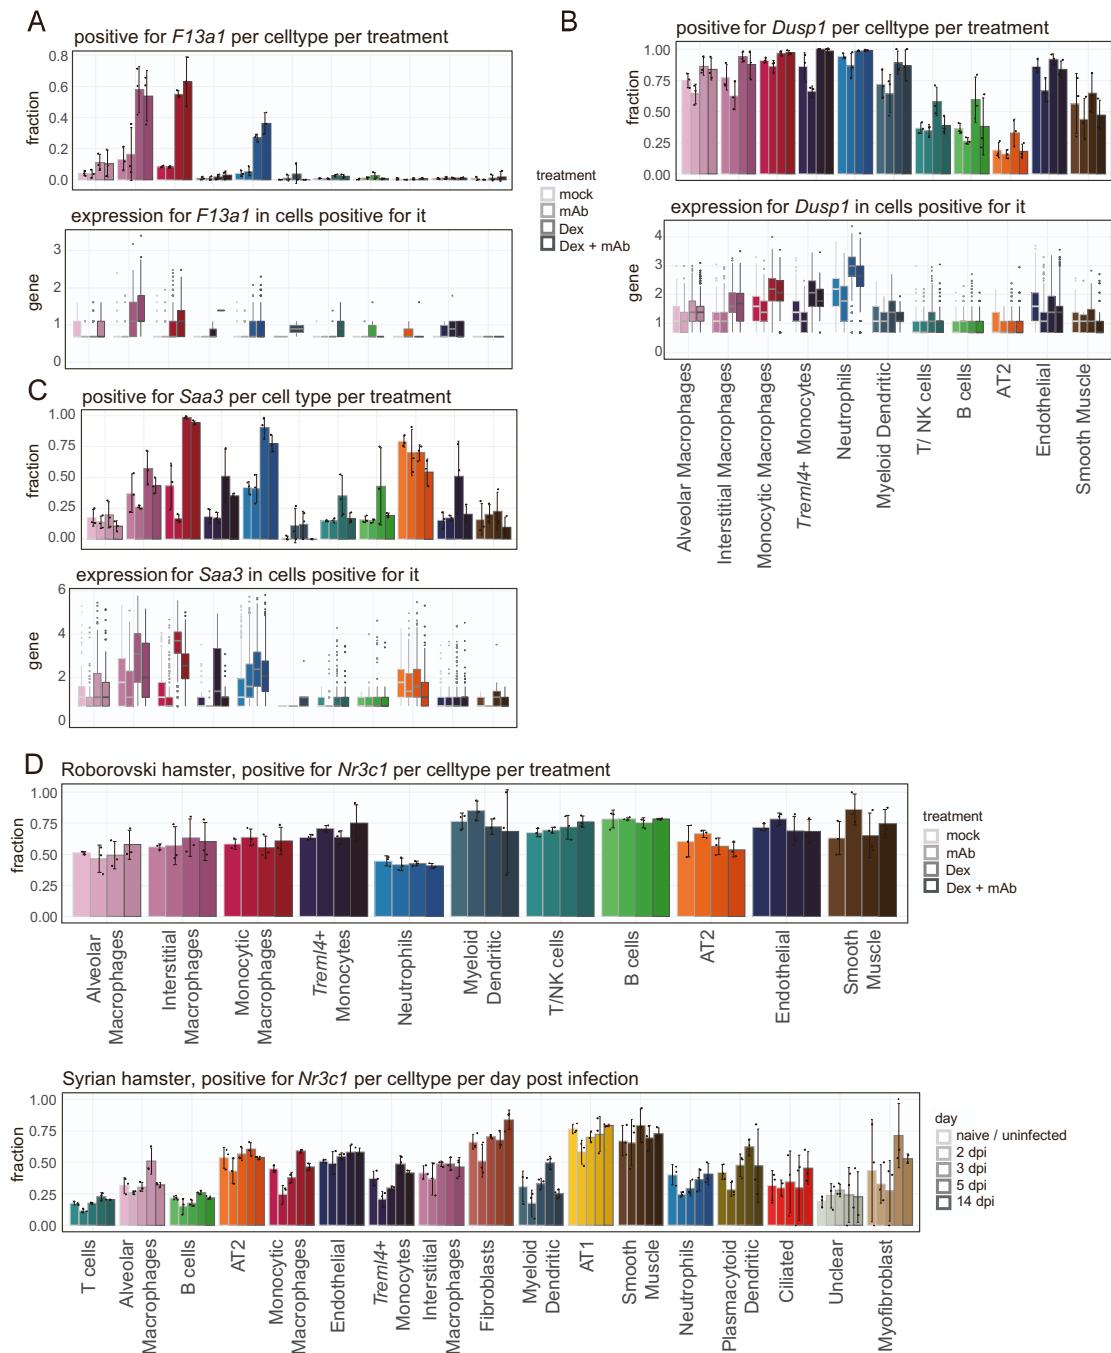 A
positive for F13a1 per celltype per treatment
fraction
0.8
0.6
0.4
0.2
0.0
expression for F13a1 in cells positive for it
gene
3
2
1
0
treatment
mock
mAb
Dex
Dex + mAb
B
positive for Dusp1 per celltype per treatment
fraction
1.00
0.75
0.50
0.25
0.00
expression for Dusp1 in cells positive for it
gene
4
3
2
1
0
Alveolar Macrophages
Interstitial Macrophages
Monocytic Macrophages
Treml4+ Monocytes
Neutrophils
Myeloid Dendritic
T/ NK cells
B cells
AT2
Endothelial
Smooth Muscle
C
positive for Saa3 per cell type per treatment
fraction
1.00
0.75
0.50
0.25
0.00
expression for Saa3 in cells positive for it
gene
6
4
2
0
D
Roborovski hamster, positive for Nr3c1 per celltype per treatment
fraction
1.00
0.75
0.50
0.25
0.00
treatment
mock
mAb
Dex
Dex + mAb
Alveolar
Macrophages
Interstitial
Macrophages
Monocytic
Macrophages
Treml4+
Monocytes
Neutrophils
Myeloid
Dendritic
T/NK cells
B cells
AT2
Endothelial
Smooth
Muscle
Syrian hamster, positive for Nr3c1 per celltype per day post infection
fraction
1.00
0.75
0.50
0.25
0.00
day
naive / uninfected
2 dpi
3 dpi
5 dpi
14 dpi
T cells
Alveolar
Macrophages
B cells
AT2
Monocytic
Macrophages
Endothelial
Treml4+
Monocytes
Interstitial
Macrophages
Fibroblasts
Myeloid
Dendritic
AT1
Smooth
Muscle
Neutrophils
Plasmacytoid
Dendritic
Ciliated
Unclear
Myofibroblast